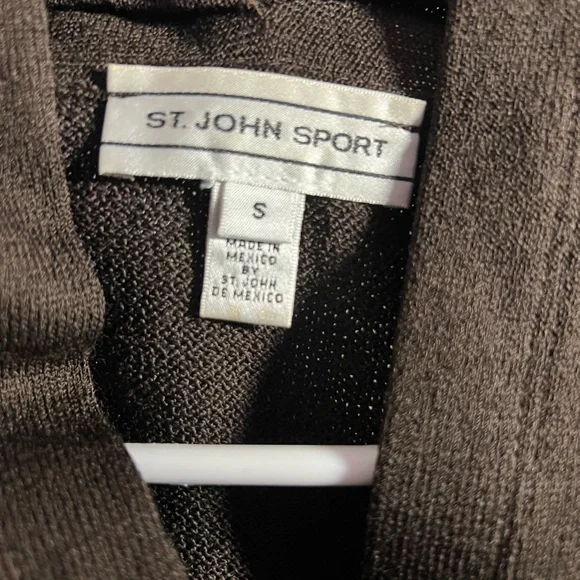 ST. JOHN SPORT
S
MADE IN
MEXICO
BY
ST. JOHN
DE MEXICO